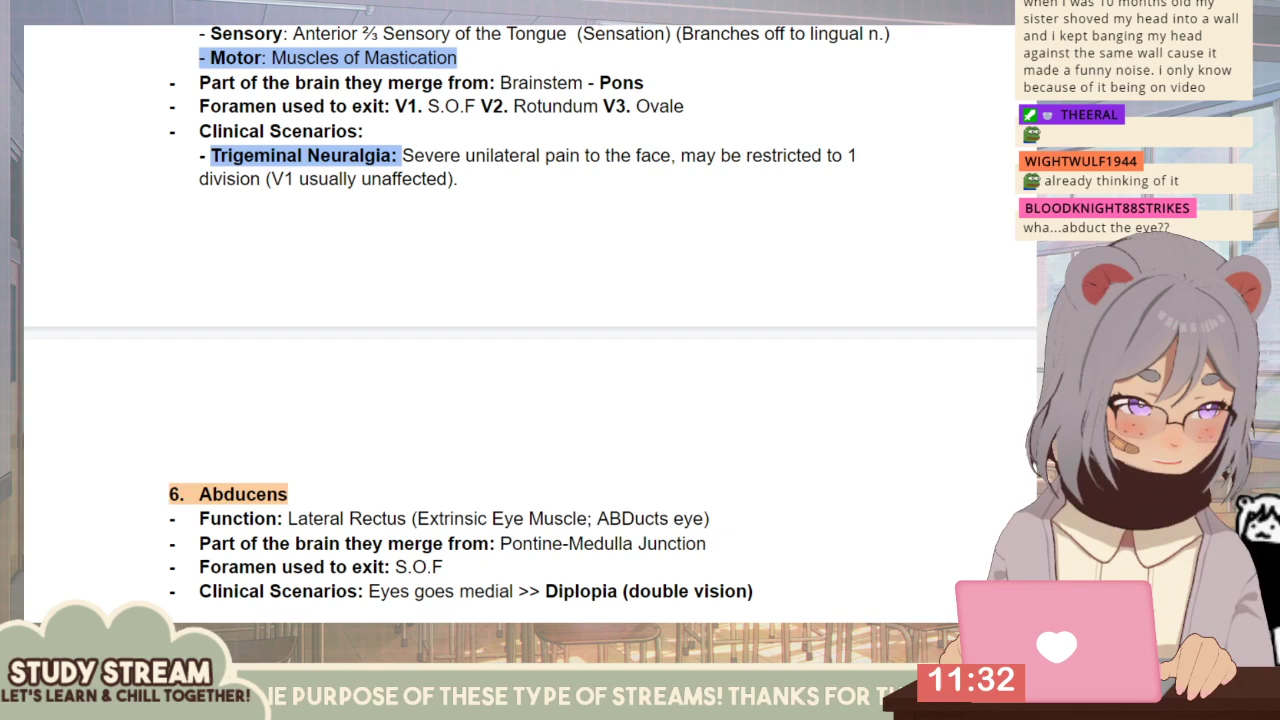 - Sensory: Anterior ⅔ Sensory of the Tongue  (Sensation) (Branches off to lingual n.)
- Motor: Muscles of Mastication
- Part of the brain they merge from: Brainstem - Pons
- Foramen used to exit: V1. S.O.F V2. Rotundum V3. Ovale
- Clinical Scenarios:
- Trigeminal Neuralgia: Severe unilateral pain to the face, may be restricted to 1
division (V1 usually unaffected).
6. Abducens
- Function: Lateral Rectus (Extrinsic Eye Muscle; ABDucts eye)
- Part of the brain they merge from: Pontine-Medulla Junction
- Foramen used to exit: S.O.F
- Clinical Scenarios: Eyes goes medial >> Diplopia (double vision)
when i was 10 months old my
sister shoved my head into a wall
and i kept banging my head
against the same wall cause it
made a funny noise. i only know
because of it being on video
THEERAL
WIGHTWULF1944
already thinking of it
BLOODKNIGHT88STRIKES
wha...abduct the eye??
STUDY STREAM
LET'S LEARN & CHILL TOGETHER!
PURPOSE OF THESE TYPE OF STREAMS! THANKS FOR
11:32